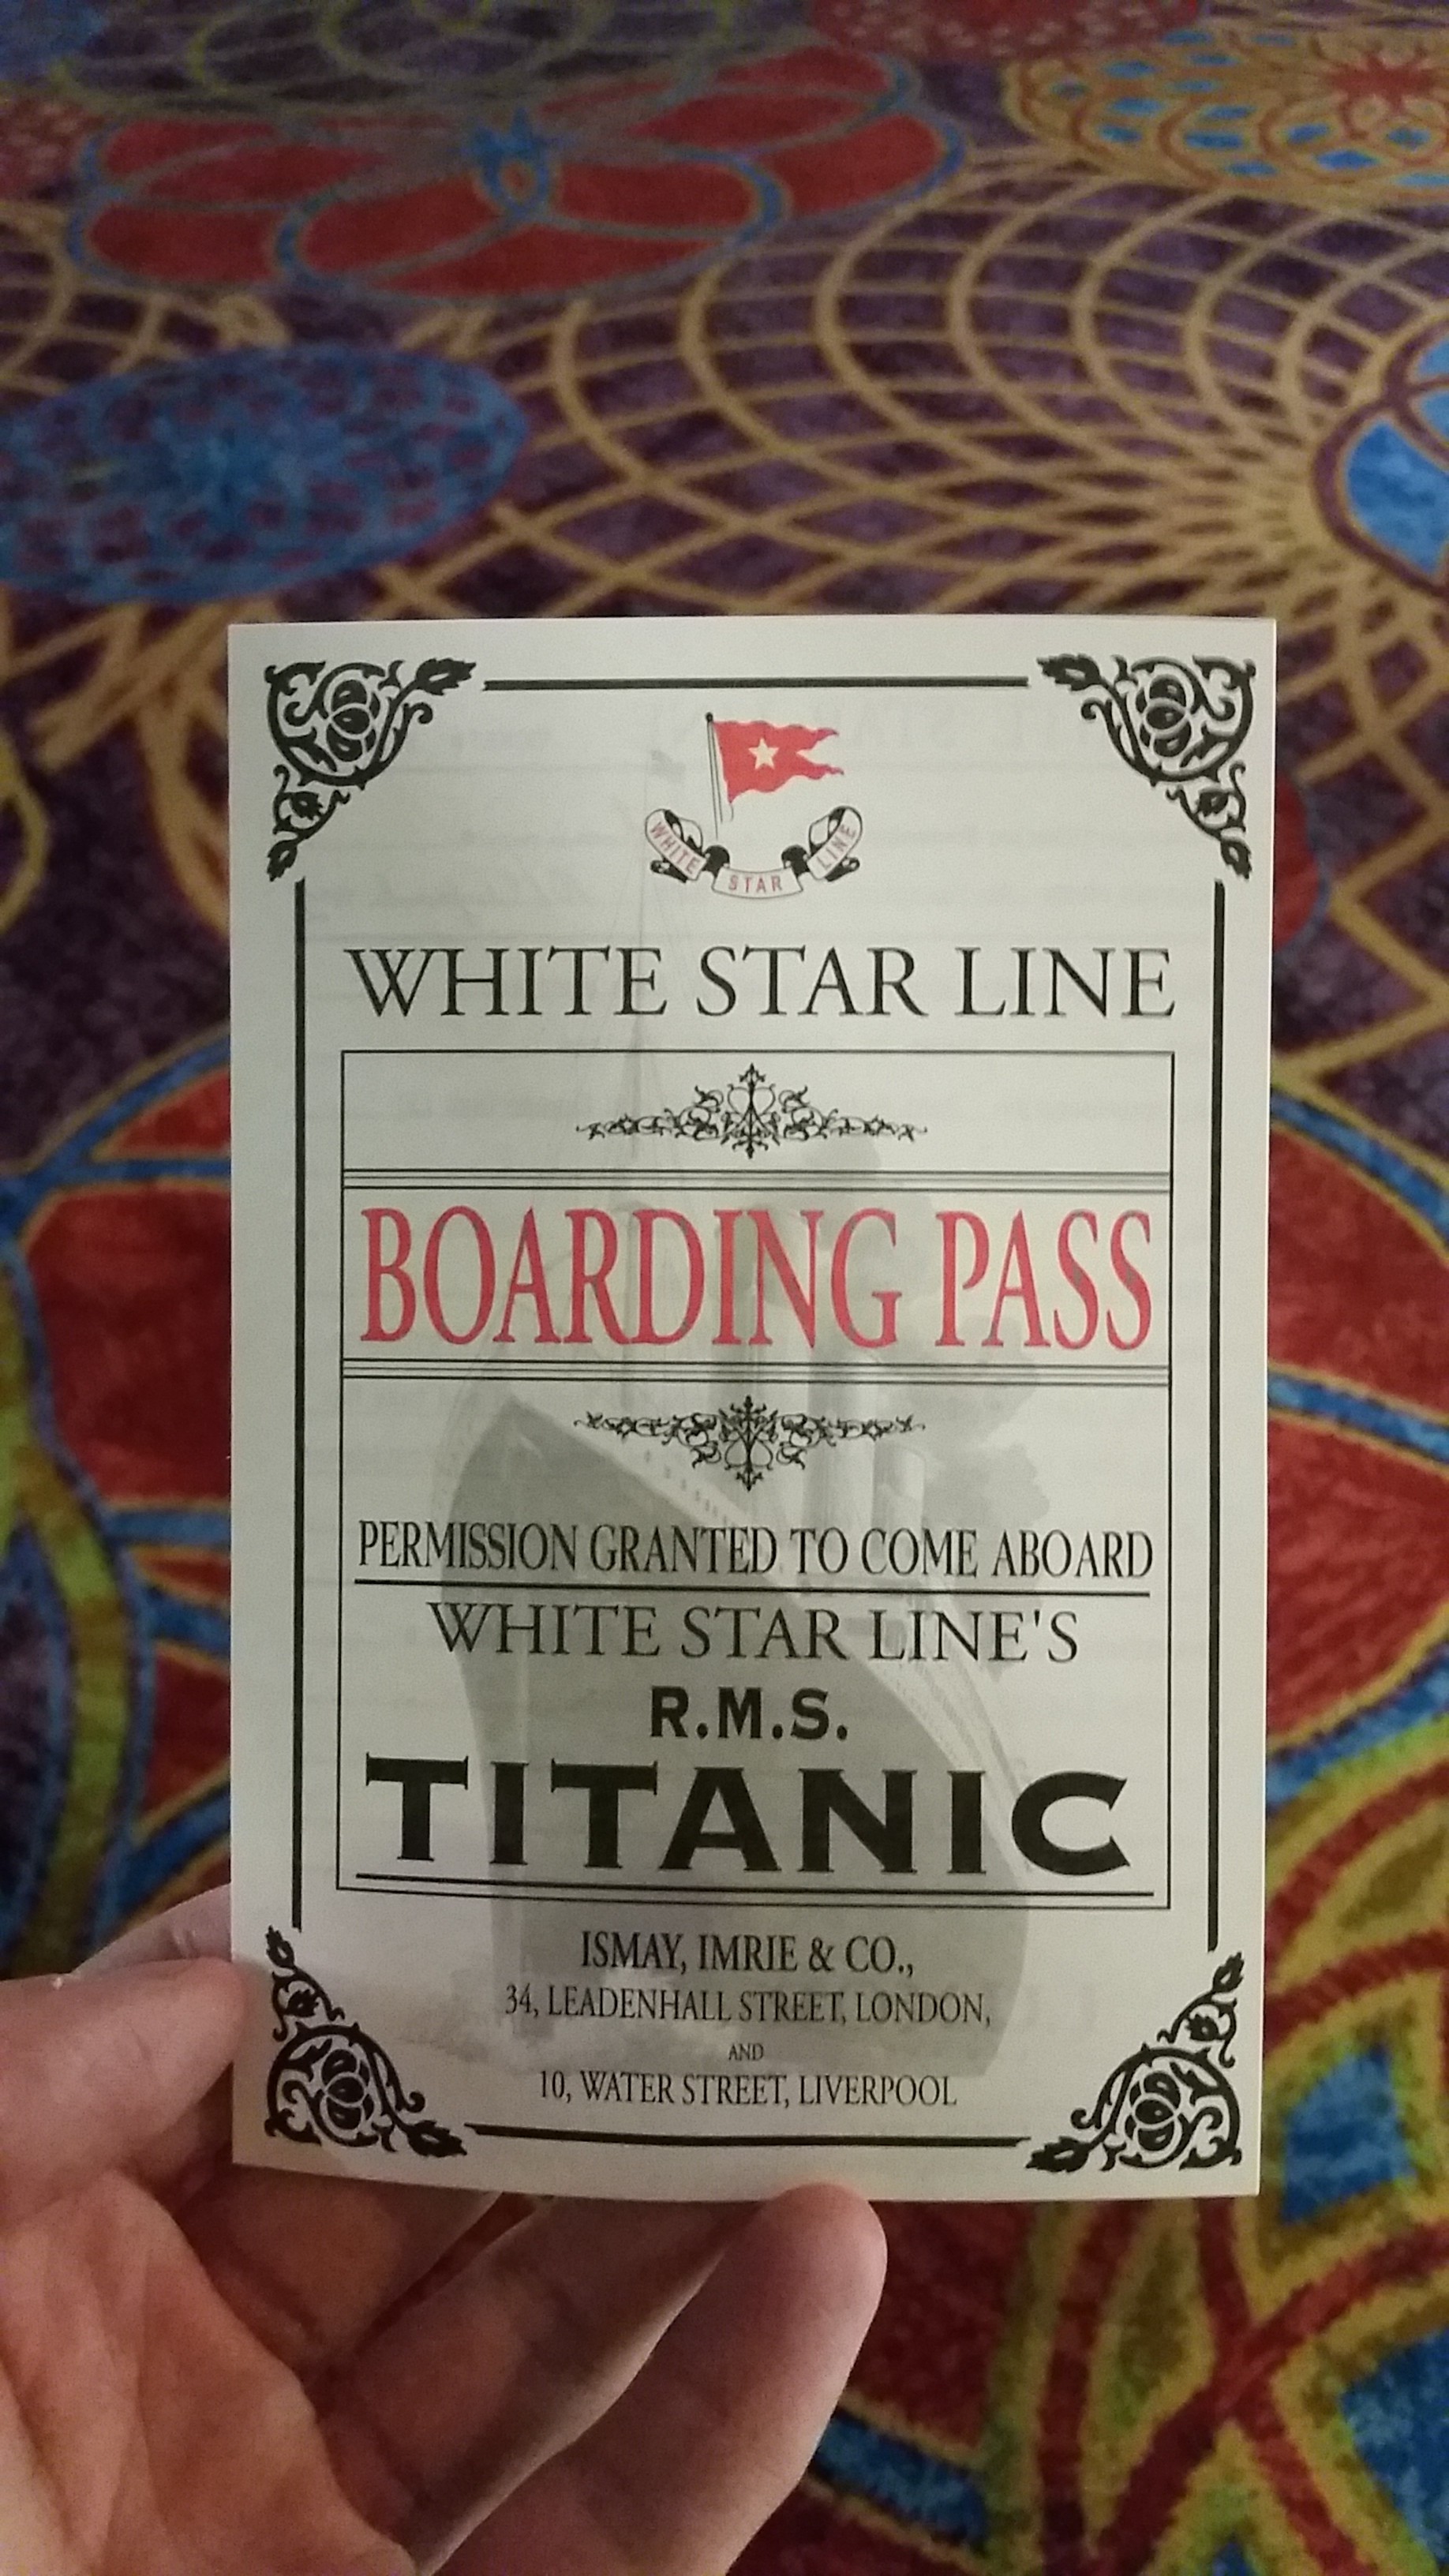 WHITE STAR LINE
WHITE STAR LINE
BOARDING PASS
PERMISSION GRANTED TO COME ABOARD
WHITE STAR LINE'S
R.M.S.
TITANIC
ISMAY, IMRIE & CO.,
34, LEADENHALL STREET, LONDON,
AND
10, WATER STREET, LIVERPOOL